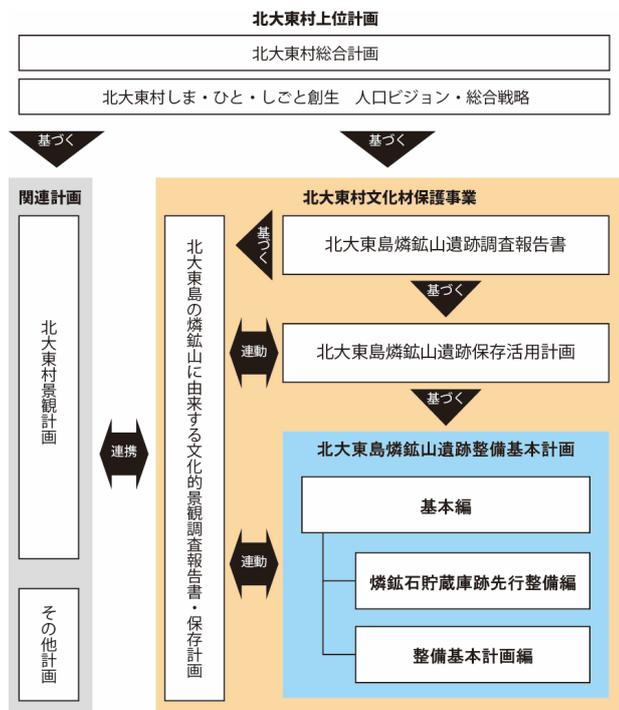 北大東村上位計画
北大東村総合計画
北大東村しま・ひと・しごと創生　人口ビジョン・総合戦略
基づく
基づく
関連計画
北大東村景観計画
その他計画
連携
北大東村文化材保護事業
北大東島の燐鉱山に由来する文化的景観調査報告書・保存計画
基づく
北大東島燐鉱山遺跡調査報告書
基づく
連動
北大東島燐鉱山遺跡保存活用計画
基づく
連動
北大東島燐鉱山遺跡整備基本計画
基本編
燐鉱石貯蔵庫跡先行整備編
整備基本計画編